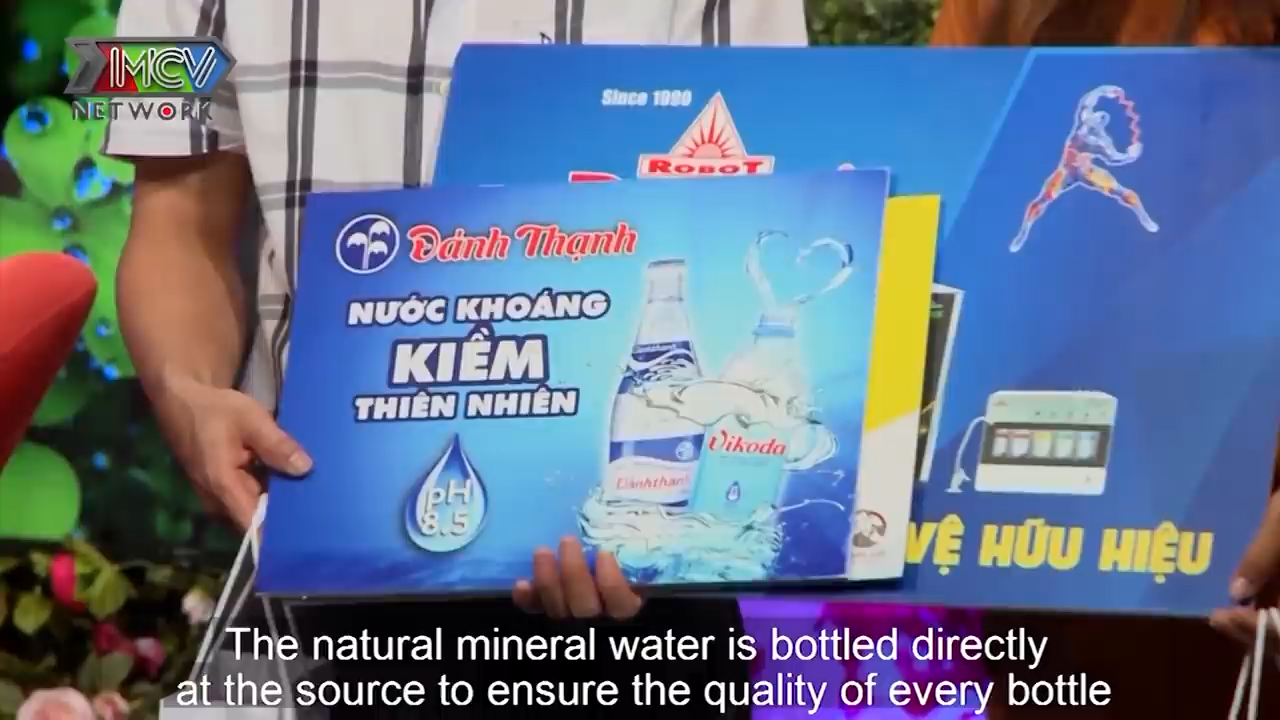 MCV
NETWORK
Since 1990
ROBOT
Đảnh Thạnh
NƯỚC KHOÁNG
KIỀM
THIÊN NHIÊN
pH
8.5
Đảnhthạnh
Vikoda
VỆ HỮU HIỆU
The natural mineral water is bottled directly
at the source to ensure the quality of every bottle